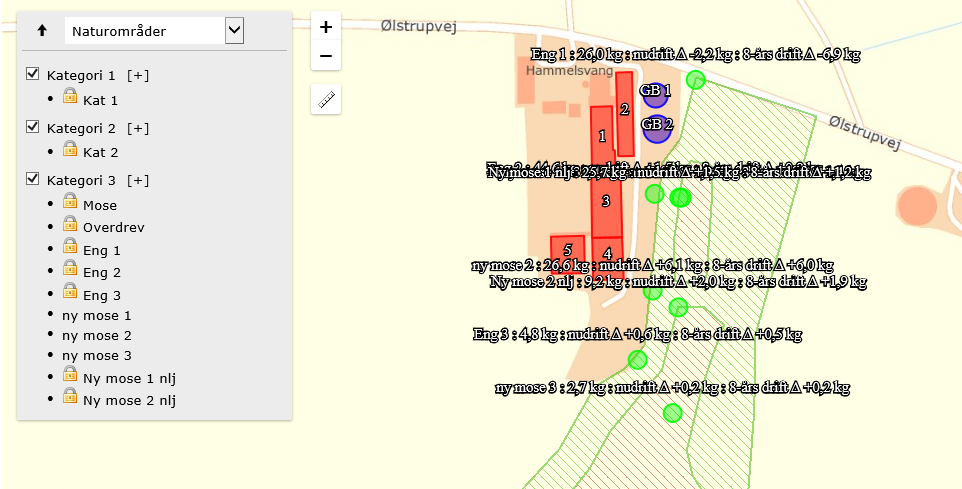 Naturområder
Kategori 1 [+]
Kat 1
Kategori 2 [+]
Kat 2
Kategori 3 [+]
Mose
Overdrev
Eng 1
Eng 2
Eng 3
ny mose 1
ny mose 2
ny mose 3
Ny mose 1 nlj
Ny mose 2 nlj
+
−
Ølstrupvej
Eng 1 : 26,0 kg : nudrift Δ -2,2 kg : 8-års drift Δ -6,9 kg
Hammelsvang
GB 1
2
GB 2
1
Ølstrupvej
Ny mose 1 nlj
3
5
4
ny mose 2 : 26,6 kg : nudrift Δ +6,1 kg : 8-års drift Δ +6,0 kg
Ny mose 2 nlj : 9,2 kg : nudrift Δ +2,0 kg : 8-års drift Δ +1,9 kg
Eng 3 : 4,8 kg : nudrift Δ +0,6 kg : 8-års drift Δ +0,5 kg
ny mose 3 : 2,7 kg : nudrift Δ +0,2 kg : 8-års drift Δ +0,2 kg